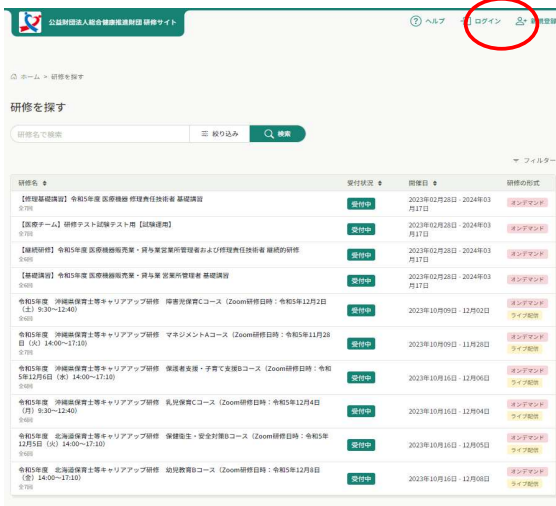 公益財団法人総合健康推進財団 研修サイト
ヘルプ
ログイン
新規登録
ホーム > 研修を探す
研修を探す
研修名で検索
絞り込み
検索
フィルター
研修名 受付状況 開催日 研修の形式
【修理基礎講習】令和5年度 医療機器 修理責任技術者 基礎講習
全7回
受付中
2023年02月28日 - 2024年03
月17日
オンデマンド
【医療チーム】研修テスト試験テスト用【試験運用】
全7回
受付中
2023年02月28日 - 2024年03
月17日
オンデマンド
【継続研修】令和5年度 医療機器販売業・貸与業営業所管理者および修理責任技術者 継続的研修
全6回
受付中
2023年02月28日 - 2024年03
月17日
オンデマンド
【基礎講習】令和5年度 医療機器販売業・貸与業 営業所管理者 基礎講習
全6回
受付中
2023年02月28日 - 2024年03
月17日
オンデマンド
令和5年度 沖縄県保育士等キャリアアップ研修 障害児保育Cコース（Zoom研修日時：令和5年12月2日
（土）9:30～12:40）
全6回
受付中
2023年10月09日 - 12月02日
オンデマンド
ライブ配信
令和5年度 沖縄県保育士等キャリアアップ研修 マネジメントAコース（Zoom研修日時：令和5年11月28
日（火）14:00～17:10）
全7回
受付中
2023年10月09日 - 11月28日
オンデマンド
ライブ配信
令和5年度 沖縄県保育士等キャリアアップ研修 保護者支援・子育て支援Bコース（Zoom研修日時：令和
5年12月6日（水）14:00～17:10）
全6回
受付中
2023年10月16日 - 12月06日
オンデマンド
ライブ配信
令和5年度 沖縄県保育士等キャリアアップ研修 乳児保育Cコース（Zoom研修日時：令和5年12月4日
（月）9:30～12:40）
全6回
受付中
2023年10月16日 - 12月04日
オンデマンド
ライブ配信
令和5年度 北海道保育士等キャリアアップ研修 保健衛生・安全対策Bコース（Zoom研修日時：令和5年
12月5日（火）14:00～17:10）
全6回
受付中
2023年10月16日 - 12月05日
オンデマンド
ライブ配信
令和5年度 北海道保育士等キャリアアップ研修 幼児教育Bコース（Zoom研修日時：令和5年12月8日
（金）14:00～17:10）
全7回
受付中
2023年10月16日 - 12月08日
オンデマンド
ライブ配信